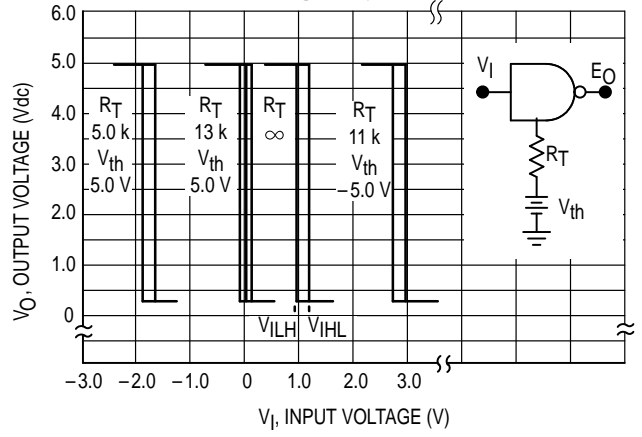 6.0
5.0
4.0
3.0
2.0
1.0
0
VO, OUTPUT VOLTAGE (Vdc)
RT
5.0 k
Vth
5.0 V
RT
13 k
Vth
5.0 V
RT
∞
RT
11 k
Vth
−5.0 V
VI
EO
RT
Vth
VILH
VIHL
−3.0 −2.0 −1.0 0 1.0 2.0 3.0
VI, INPUT VOLTAGE (V)